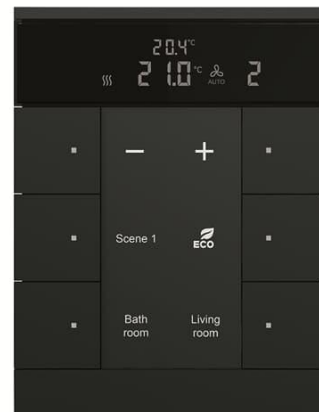 20.4°C
21.0°C AUTO 2
− +
Scene 1 ECO
Bath room Living room